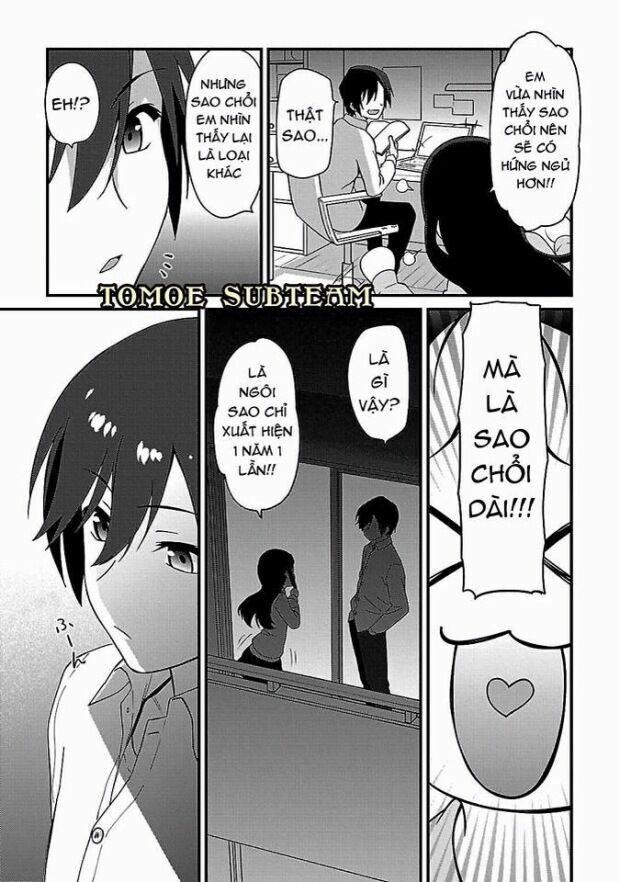 EM
VỪA NHÌN
THẤY SAO
CHỔI NÊN
SẼ CÓ
HỨNG NGỦ
HƠN!!
THẬT
SAO...
NHƯNG
SAO CHỔI
EM NHÌN
THẤY LẠI
LÀ LOẠI
KHÁC
EH!?
TOMOE SUBTEAM
MÀ
LÀ
SAO
CHỔI
DÀI!!!
LÀ
GÌ
VẬY?
LÀ
NGÔI
SAO CHỈ
XUẤT HIỆN
1 NĂM 1
LẦN!!
ふーん